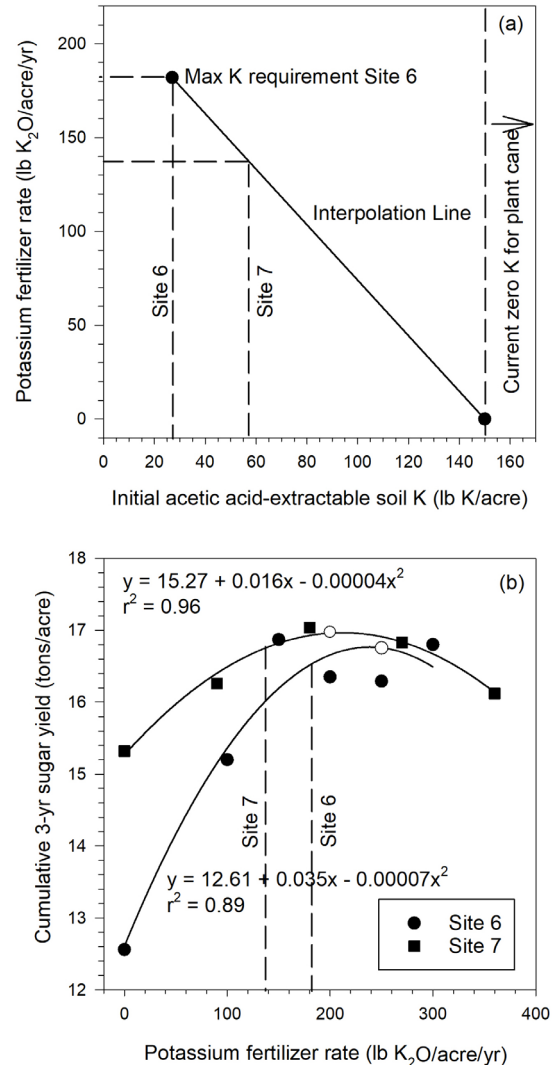 (a)
Potassium fertilizer rate (lb K₂O/acre/yr)
200
150
100
50
0
Max K requirement Site 6
Interpolation Line
Site 6
Site 7
Current zero K for plant cane
0 20 40 60 80 100 120 140 160
Initial acetic acid-extractable soil K (lb K/acre)
(b)
y = 15.27 + 0.016x - 0.00004x²
r² = 0.96
Cumulative 3-yr sugar yield (tons/acre)
18
17
16
15
14
13
12
Site 7
Site 6
y = 12.61 + 0.035x - 0.00007x²
r² = 0.89
Site 6
Site 7
0 100 200 300 400
Potassium fertilizer rate (lb K₂O/acre/yr)